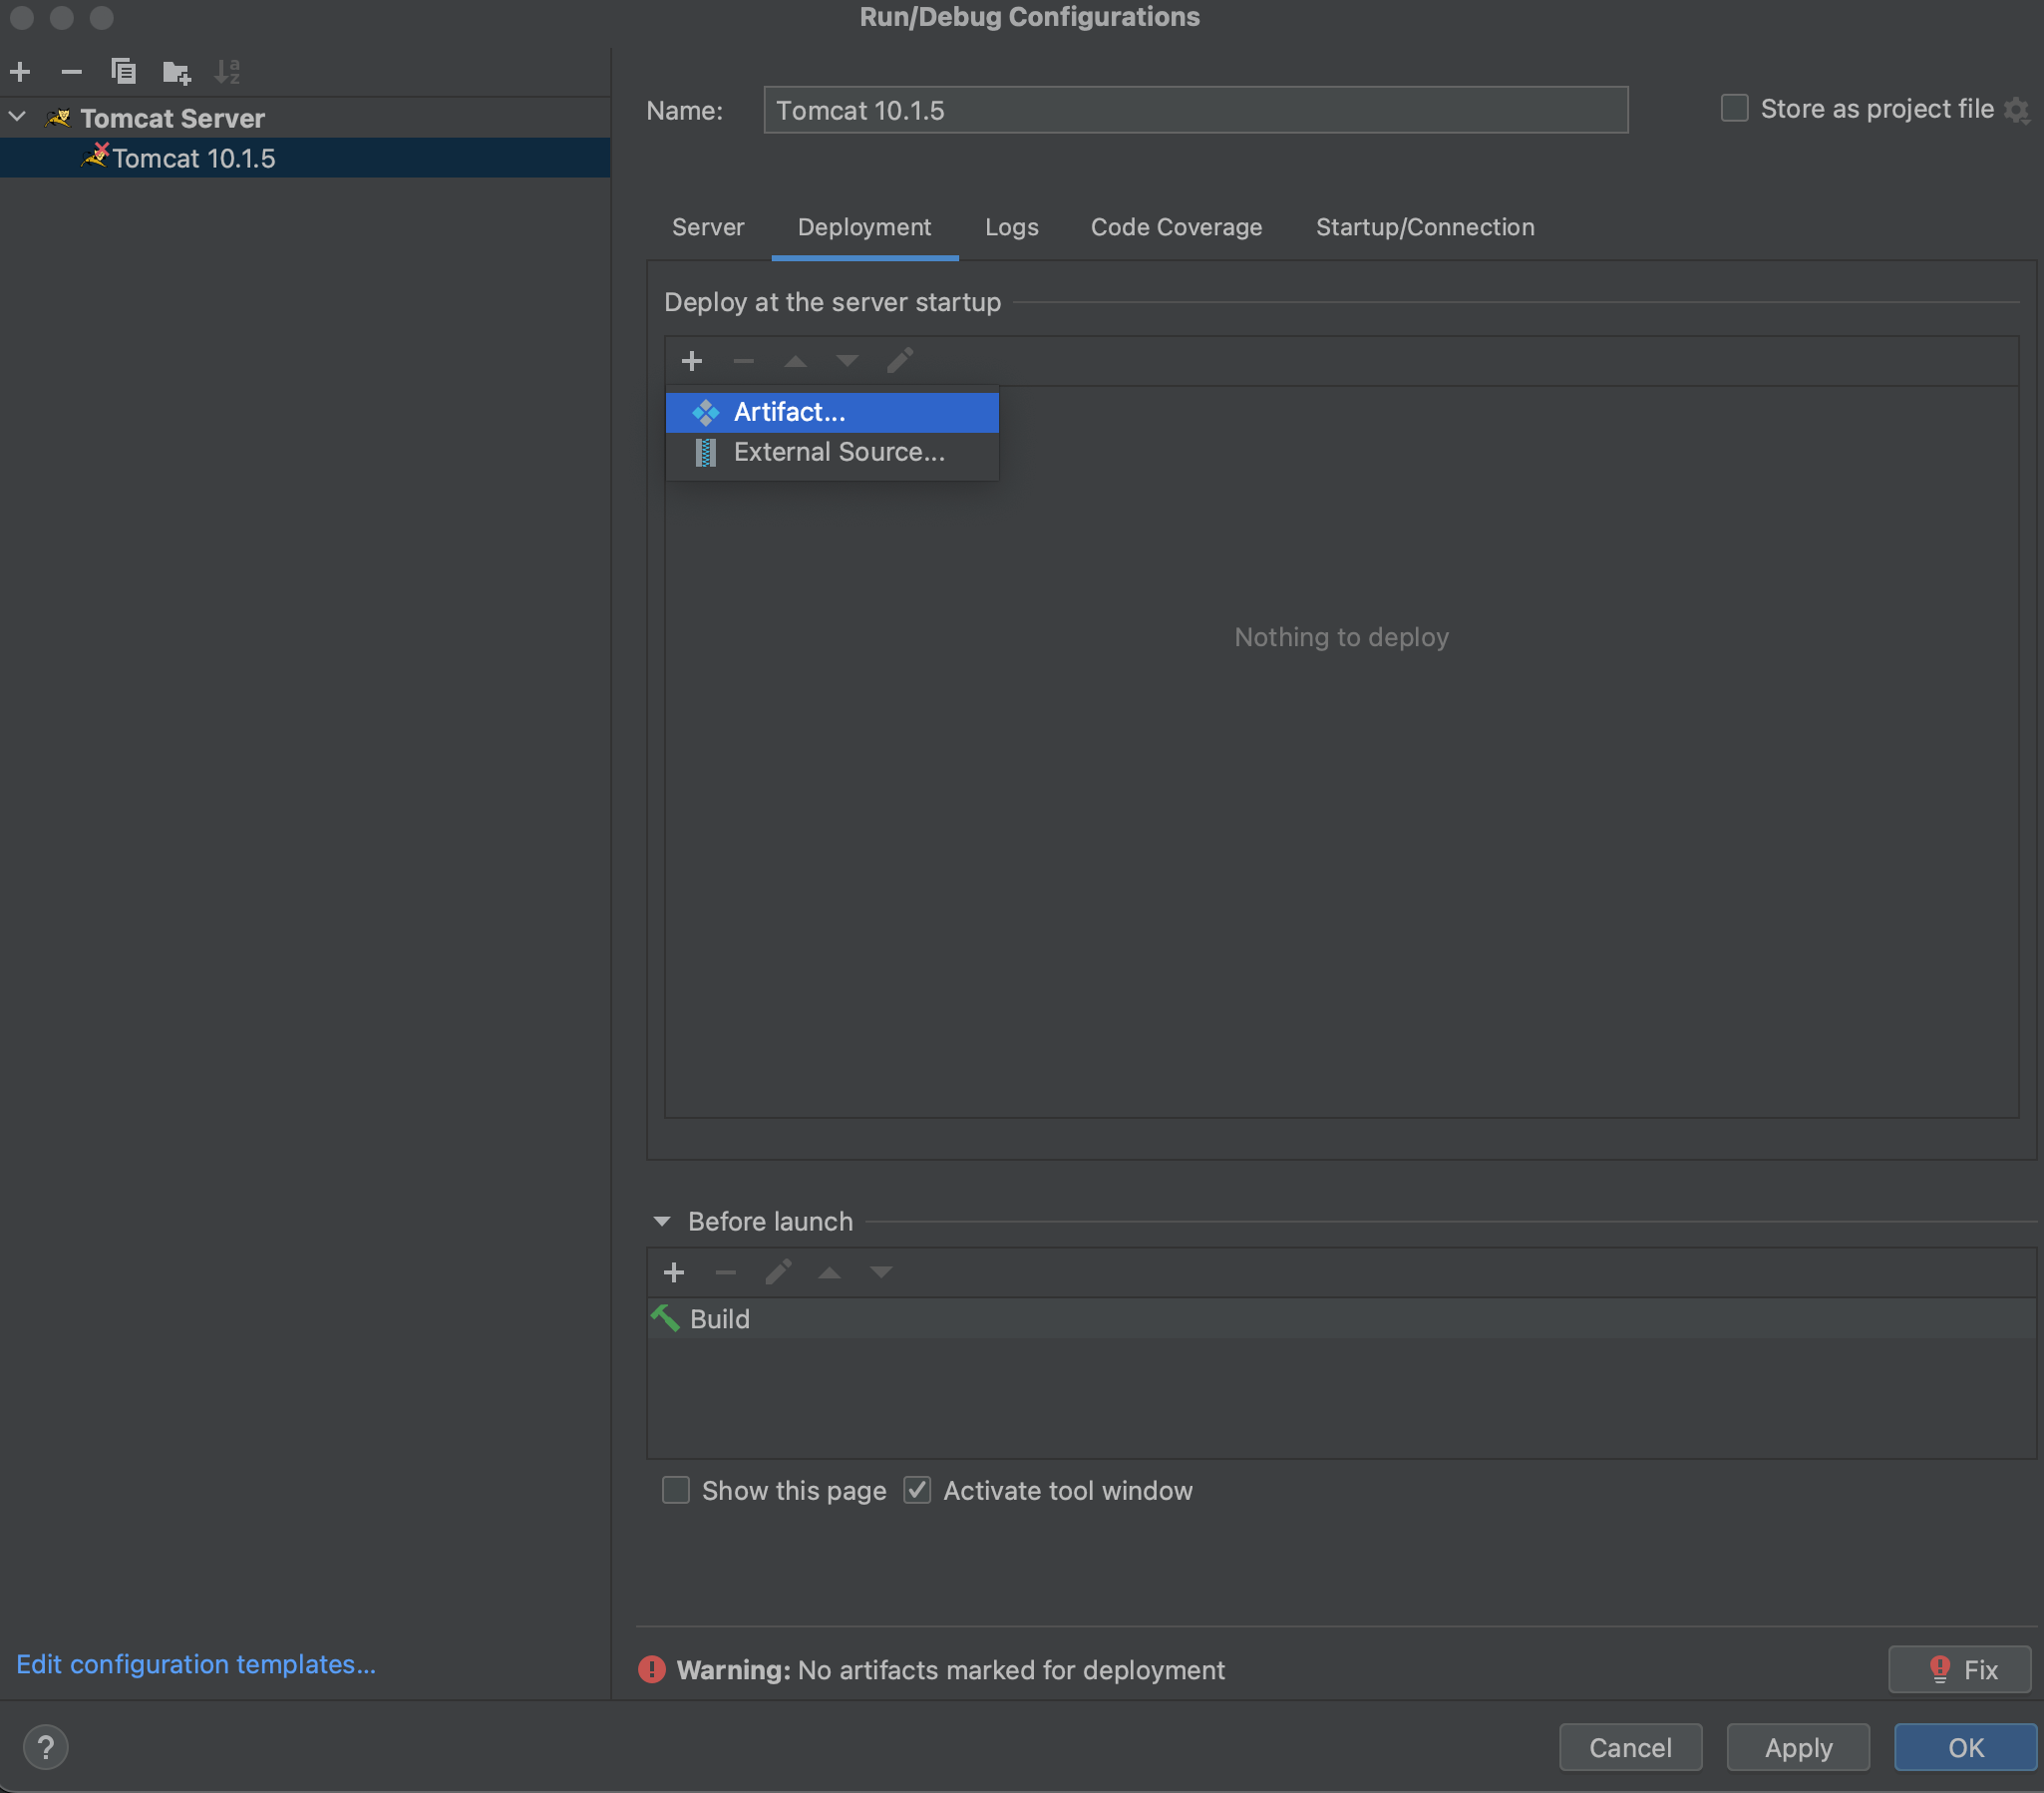 Run/Debug Configurations
Tomcat Server
Tomcat 10.1.5
Name: Tomcat 10.1.5
Store as project file
Server Deployment Logs Code Coverage Startup/Connection
Deploy at the server startup
Artifact...
External Source...
Nothing to deploy
Before launch
Build
Show this page Activate tool window
Edit configuration templates...
Warning: No artifacts marked for deployment
Fix
? Cancel Apply OK